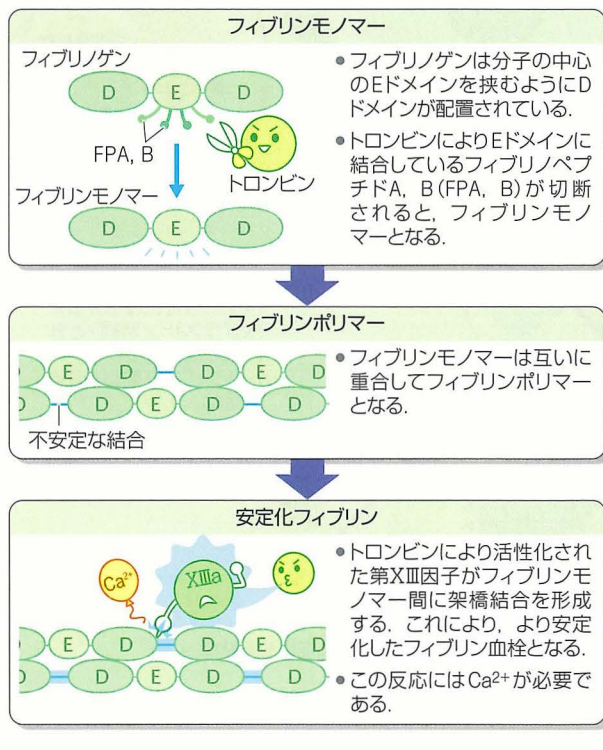 フィブリンモノマー
フィブリノゲン
D E D
FPA, B
トロンビン
フィブリンモノマー
D E D
●フィブリノゲンは分子の中心
のEドメインを挟むようにD
ドメインが配置されている．
●トロンビンによりEドメインに
結合しているフィブリノペプ
チドA，B（FPA，B）が切断
されると，フィブリンモノ
マーとなる．
フィブリンポリマー
D E D D E D
D D E D D
不安定な結合
●フィブリンモノマーは互いに
重合してフィブリンポリマー
となる．
安定化フィブリン
Ca²⁺
XⅢa
E D D E D
D D E D D
●トロンビンにより活性化され
た第XⅢ因子がフィブリンモ
ノマー間に架橋結合を形成
する．これにより，より安定
化したフィブリン血栓となる．
●この反応にはCa²⁺が必要で
ある．